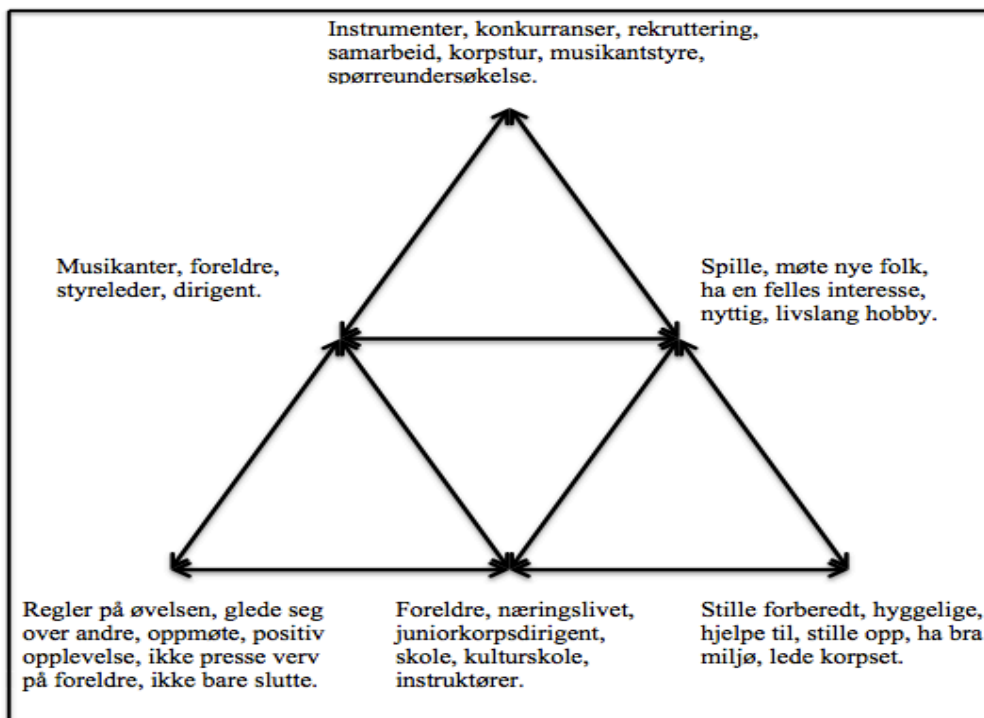 Instrumenter, konkurranser, rekruttering,
samarbeid, korpstur, musikantstyre,
spørreundersøkelse.
Musikanter, foreldre,
styreleder, dirigent.
Spille, møte nye folk,
ha en felles interesse,
nyttig, livslang hobby.
Regler på øvelsen, glede seg
over andre, oppmøte, positiv
opplevelse, ikke presse verv
på foreldre, ikke bare slutte.
Foreldre, næringslivet,
juniorkorpsdirigent,
skole, kulturskole,
instruktører.
Stille forberedt, hyggelige,
hjelpe til, stille opp, ha bra
miljø, lede korpset.